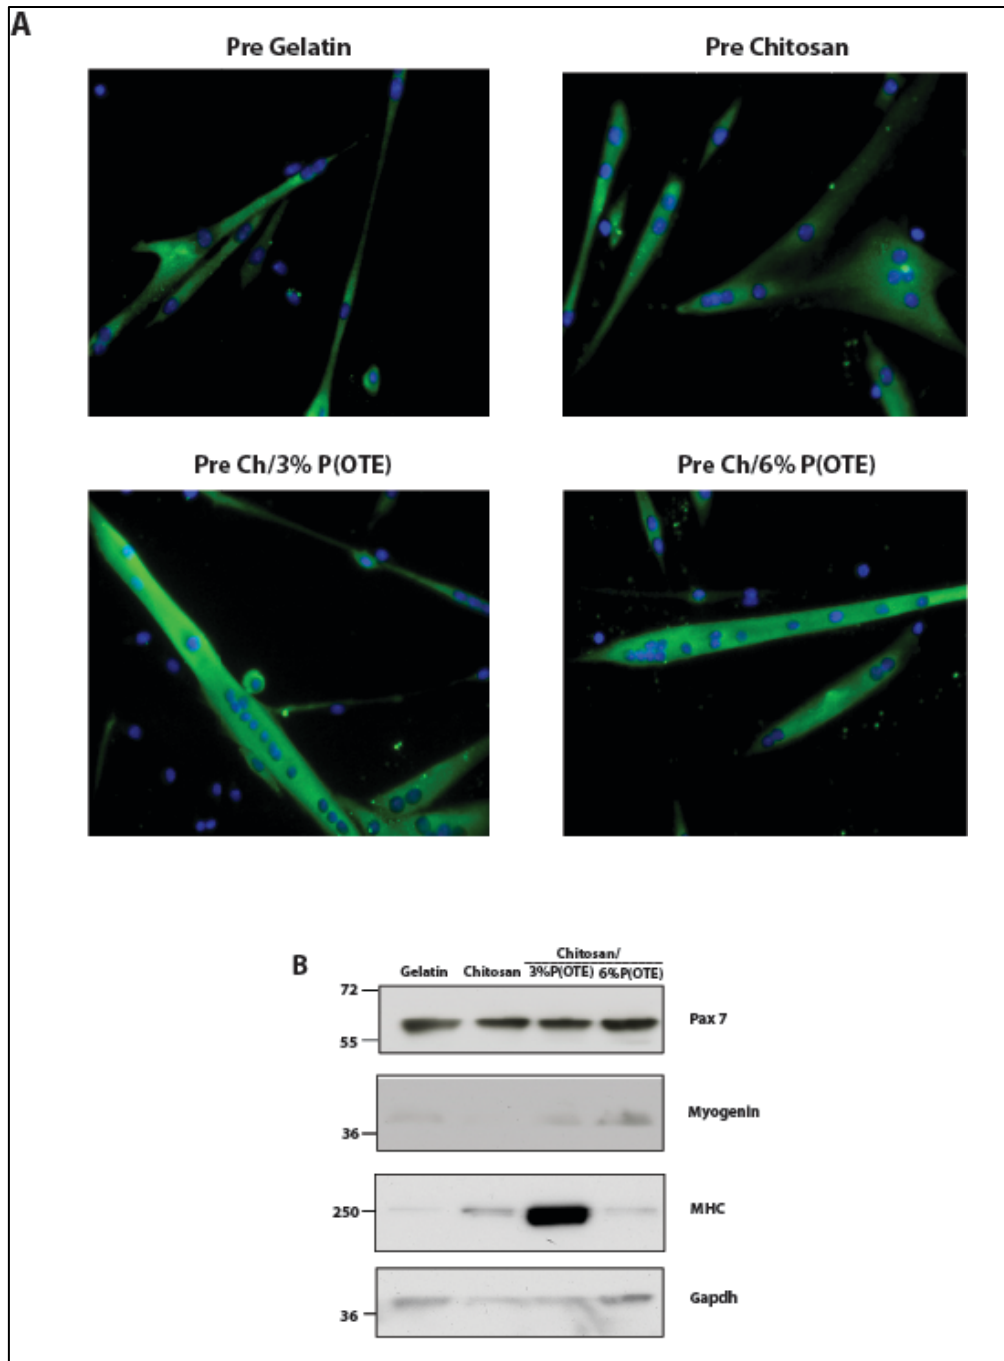 A
Pre Gelatin
Pre Chitosan
Pre Ch/3% P(OTE)
Pre Ch/6% P(OTE)
B
Chitosan/
Gelatin Chitosan 3%P(OTE) 6%P(OTE)
72
Pax 7
55
Myogenin
36
250
MHC
Gapdh
36